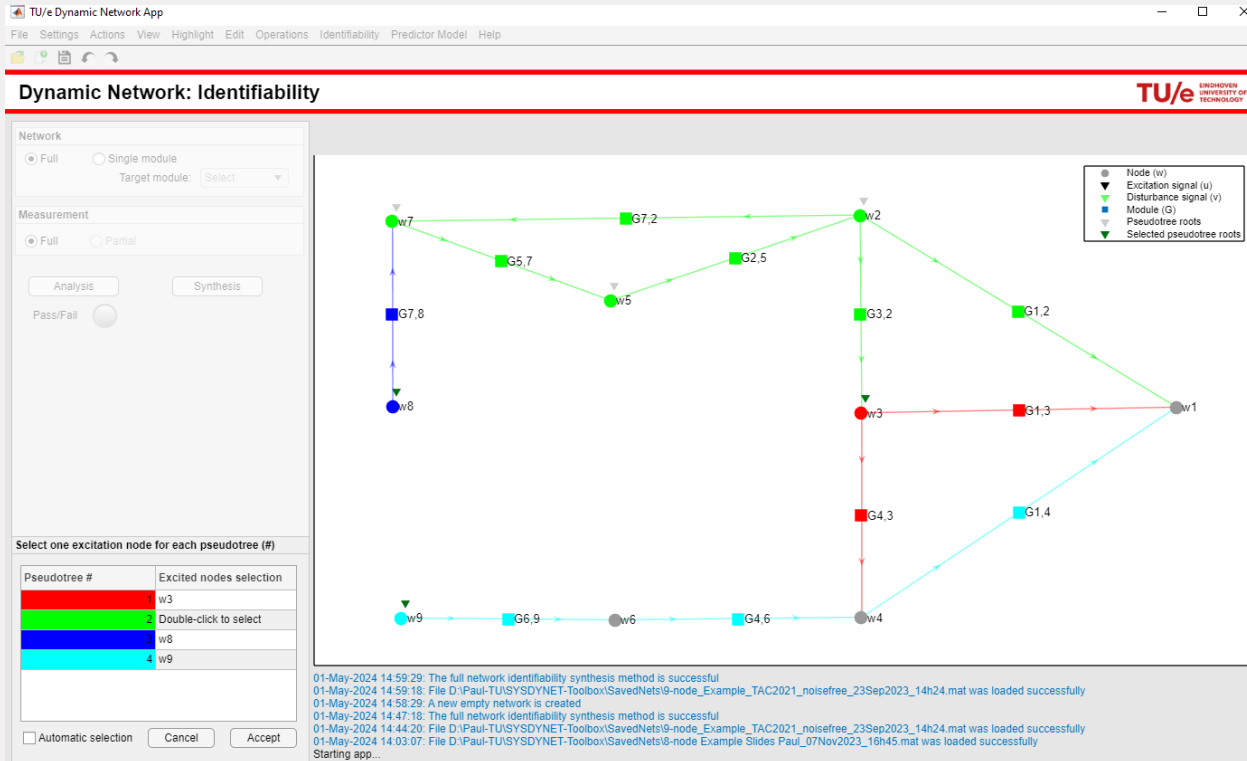 TU/e Dynamic Network App
File Settings Actions View Highlight Edit Operations Identifiability Predictor Model Help
Dynamic Network: Identifiability
TU/e EINDHOVEN UNIVERSITY OF TECHNOLOGY
Network
Full Single module
Target module: Select
Measurement
Full Partial
Analysis Synthesis
Pass/Fail
Node (w)
Excitation signal (u)
Disturbance signal (v)
Module (G)
Pseudotree roots
Selected pseudotree roots
w7 G7,2 w2
G5,7 G2,5
w5
G7,8 G3,2 G1,2
w8 w3 G1,3 w1
G4,3 G1,4
w9 G6,9 w6 G4,6 w4
Select one excitation node for each pseudotree (#)
Pseudotree # Excited nodes selection
1 w3
2 Double-click to select
3 w8
4 w9
Automatic selection Cancel Accept
01-May-2024 14:59:29: The full network identifiability synthesis method is successful
01-May-2024 14:59:18: File D:\Paul-TU\SYSDYNET-Toolbox\SavedNets\9-node_Example_TAC2021_noisefree_23Sep2023_14h24.mat was loaded successfully
01-May-2024 14:58:29: A new empty network is created
01-May-2024 14:47:18: The full network identifiability synthesis method is successful
01-May-2024 14:44:20: File D:\Paul-TU\SYSDYNET-Toolbox\SavedNets\9-node_Example_TAC2021_noisefree_23Sep2023_14h24.mat was loaded successfully
01-May-2024 14:03:07: File D:\Paul-TU\SYSDYNET-Toolbox\SavedNets\8-node Example Slides Paul_07Nov2023_16h45.mat was loaded successfully
Starting app...